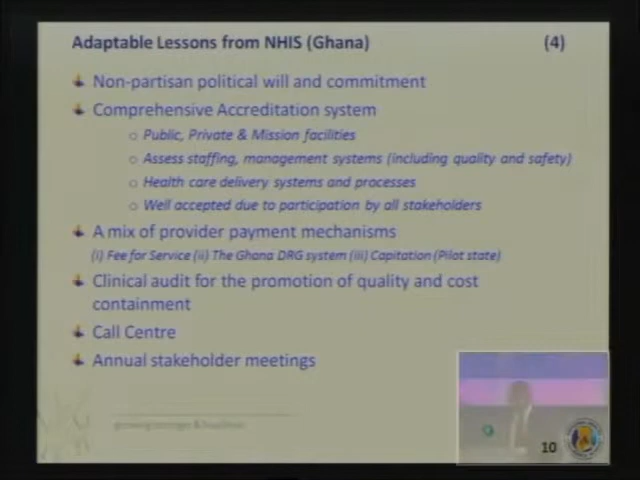 Adaptable Lessons from NHIS (Ghana) (4)
Non-partisan political will and commitment
Comprehensive Accreditation system
Public, Private & Mission facilities
Assess staffing, management systems (including quality and safety)
Health care delivery systems and processes
Well accepted due to participation by all stakeholders
A mix of provider payment mechanisms
(i) Fee for Service (ii) The Ghana DRG system (iii) Capitation (Pilot state)
Clinical audit for the promotion of quality and cost
containment
Call Centre
Annual stakeholder meetings
10